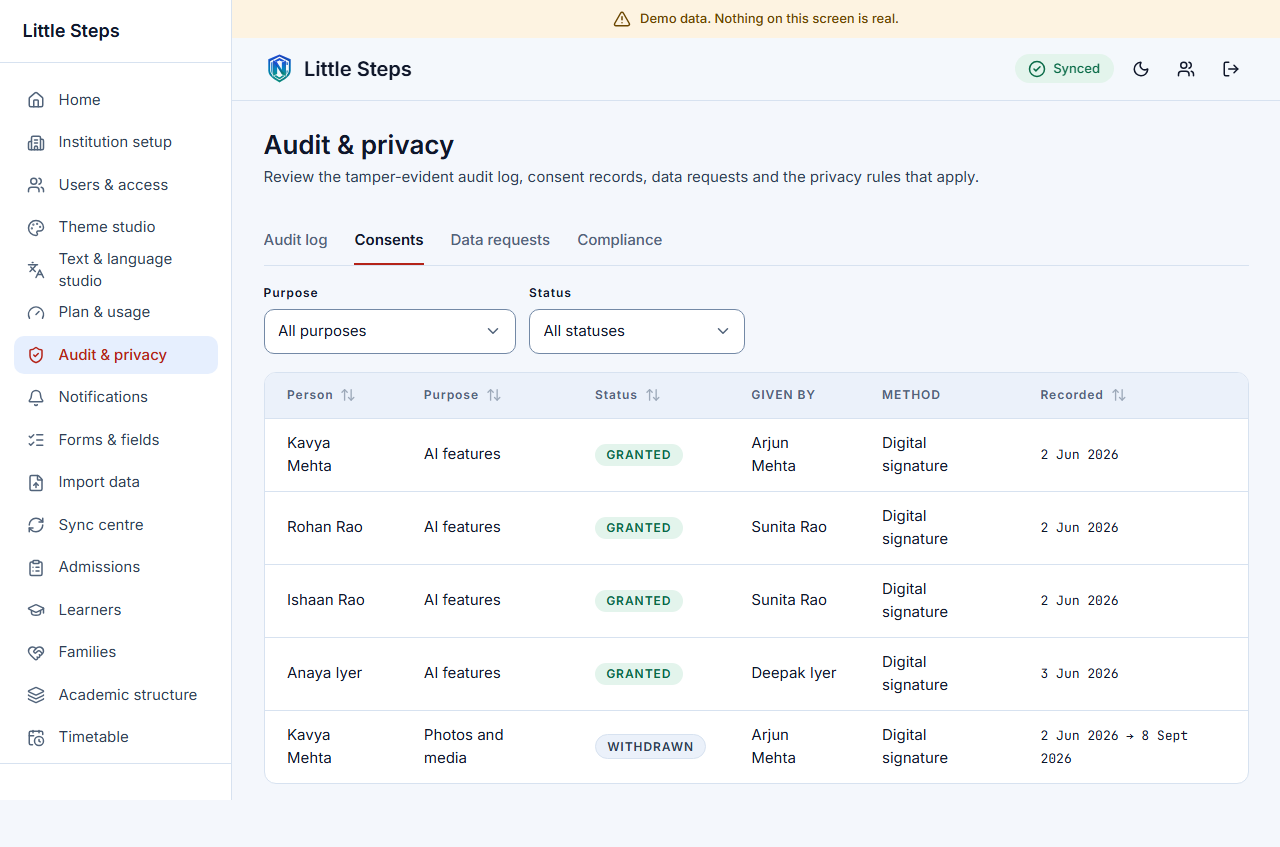 Little Steps
Demo data. Nothing on this screen is real.
Little Steps
Synced
Home
Institution setup
Users & access
Theme studio
Text & language
studio
Plan & usage
Audit & privacy
Notifications
Forms & fields
Import data
Sync centre
Admissions
Learners
Families
Academic structure
Timetable
Audit & privacy
Review the tamper-evident audit log, consent records, data requests and the privacy rules that apply.
Audit log Consents Data requests Compliance
Purpose Status
All purposes All statuses
Person Purpose Status GIVEN BY METHOD Recorded
Kavya Mehta AI features GRANTED Arjun Mehta Digital signature 2 Jun 2026
Rohan Rao AI features GRANTED Sunita Rao Digital signature 2 Jun 2026
Ishaan Rao AI features GRANTED Sunita Rao Digital signature 2 Jun 2026
Anaya Iyer AI features GRANTED Deepak Iyer Digital signature 3 Jun 2026
Kavya Mehta Photos and media WITHDRAWN Arjun Mehta Digital signature 2 Jun 2026 → 8 Sept 2026